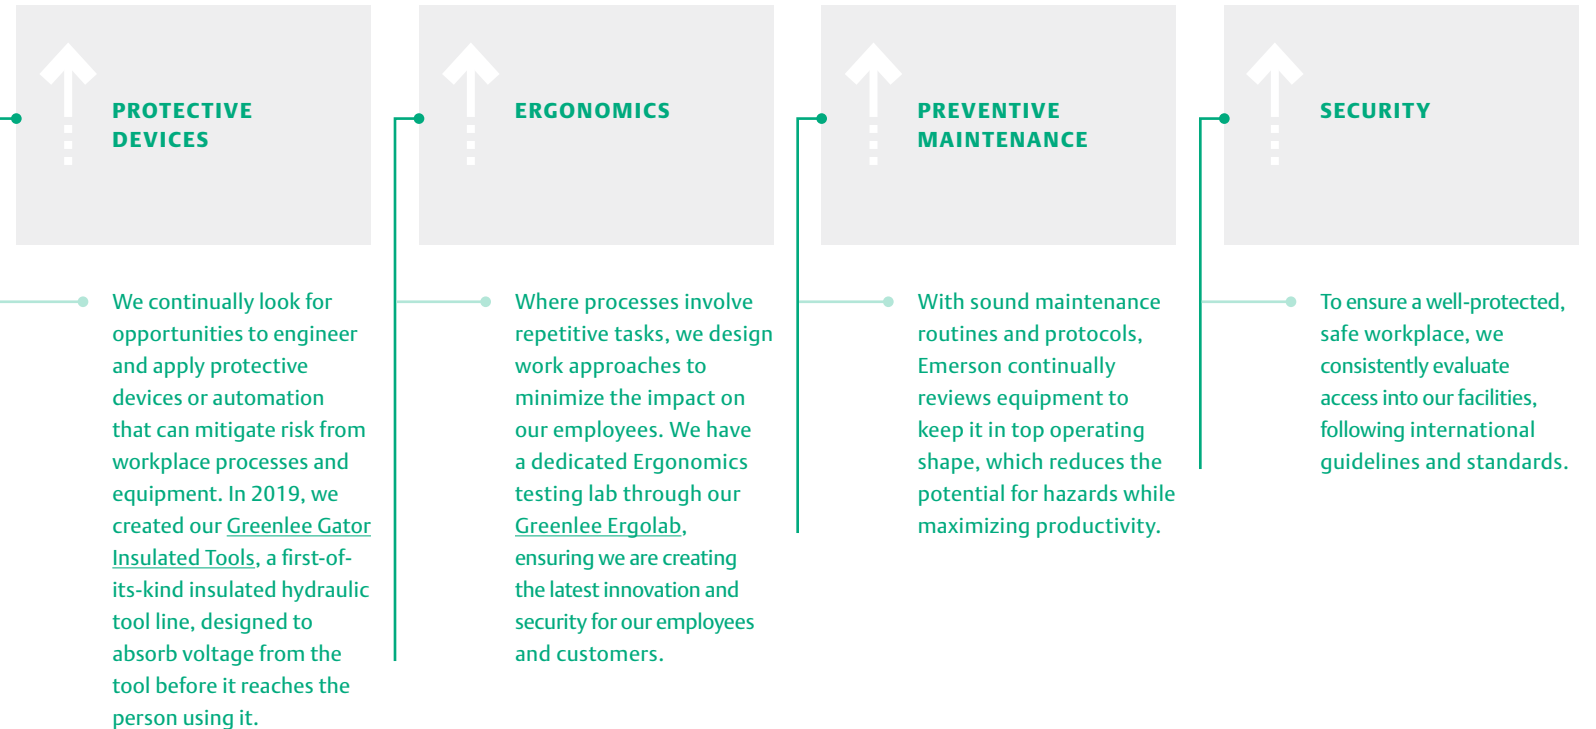 PROTECTIVE
DEVICES
We continually look for
opportunities to engineer
and apply protective
devices or automation
that can mitigate risk from
workplace processes and
equipment. In 2019, we
created our Greenlee Gator
Insulated Tools, a first-of-
its-kind insulated hydraulic
tool line, designed to
absorb voltage from the
tool before it reaches the
person using it.
ERGONOMICS
Where processes involve
repetitive tasks, we design
work approaches to
minimize the impact on
our employees. We have
a dedicated Ergonomics
testing lab through our
Greenlee Ergolab,
ensuring we are creating
the latest innovation and
security for our employees
and customers.
PREVENTIVE
MAINTENANCE
With sound maintenance
routines and protocols,
Emerson continually
reviews equipment to
keep it in top operating
shape, which reduces the
potential for hazards while
maximizing productivity.
SECURITY
To ensure a well-protected,
safe workplace, we
consistently evaluate
access into our facilities,
following international
guidelines and standards.